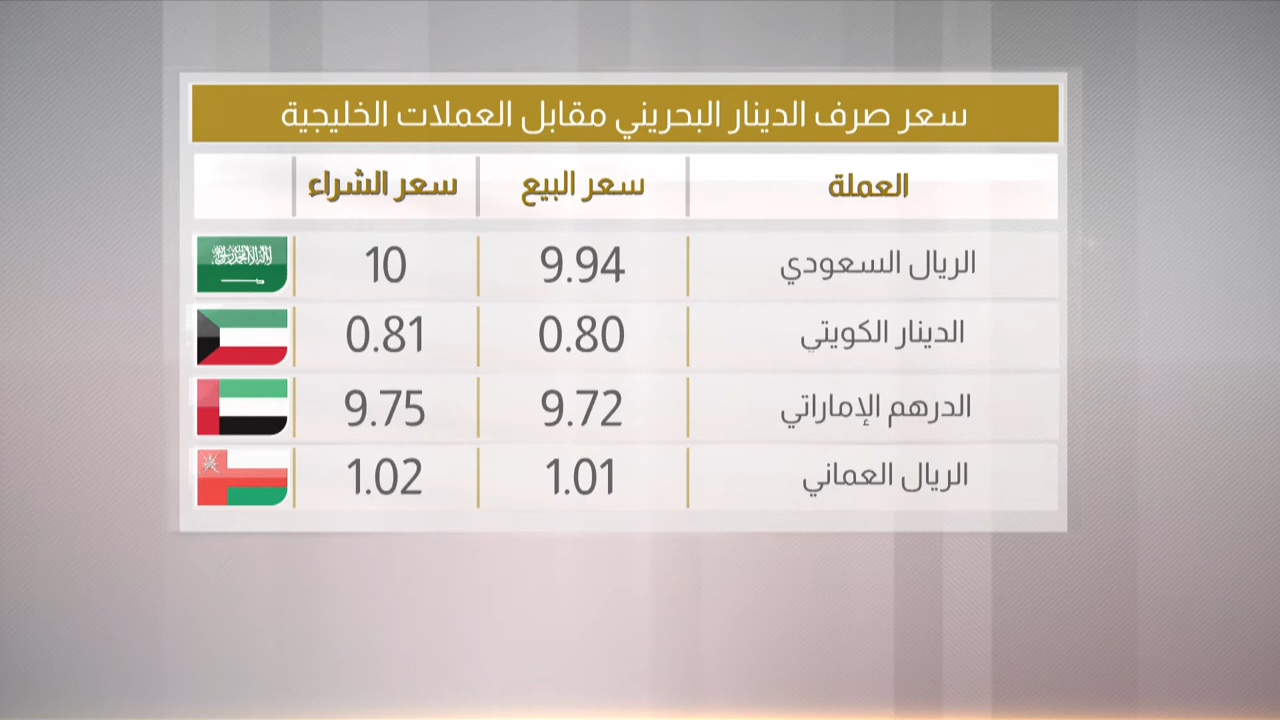 سعر صرف الدينار البحريني مقابل العملات الخليجية
العملة سعر البيع سعر الشراء
الريال السعودي 9.94 10
الدينار الكويتي 0.80 0.81
الدرهم الإماراتي 9.72 9.75
الريال العماني 1.01 1.02